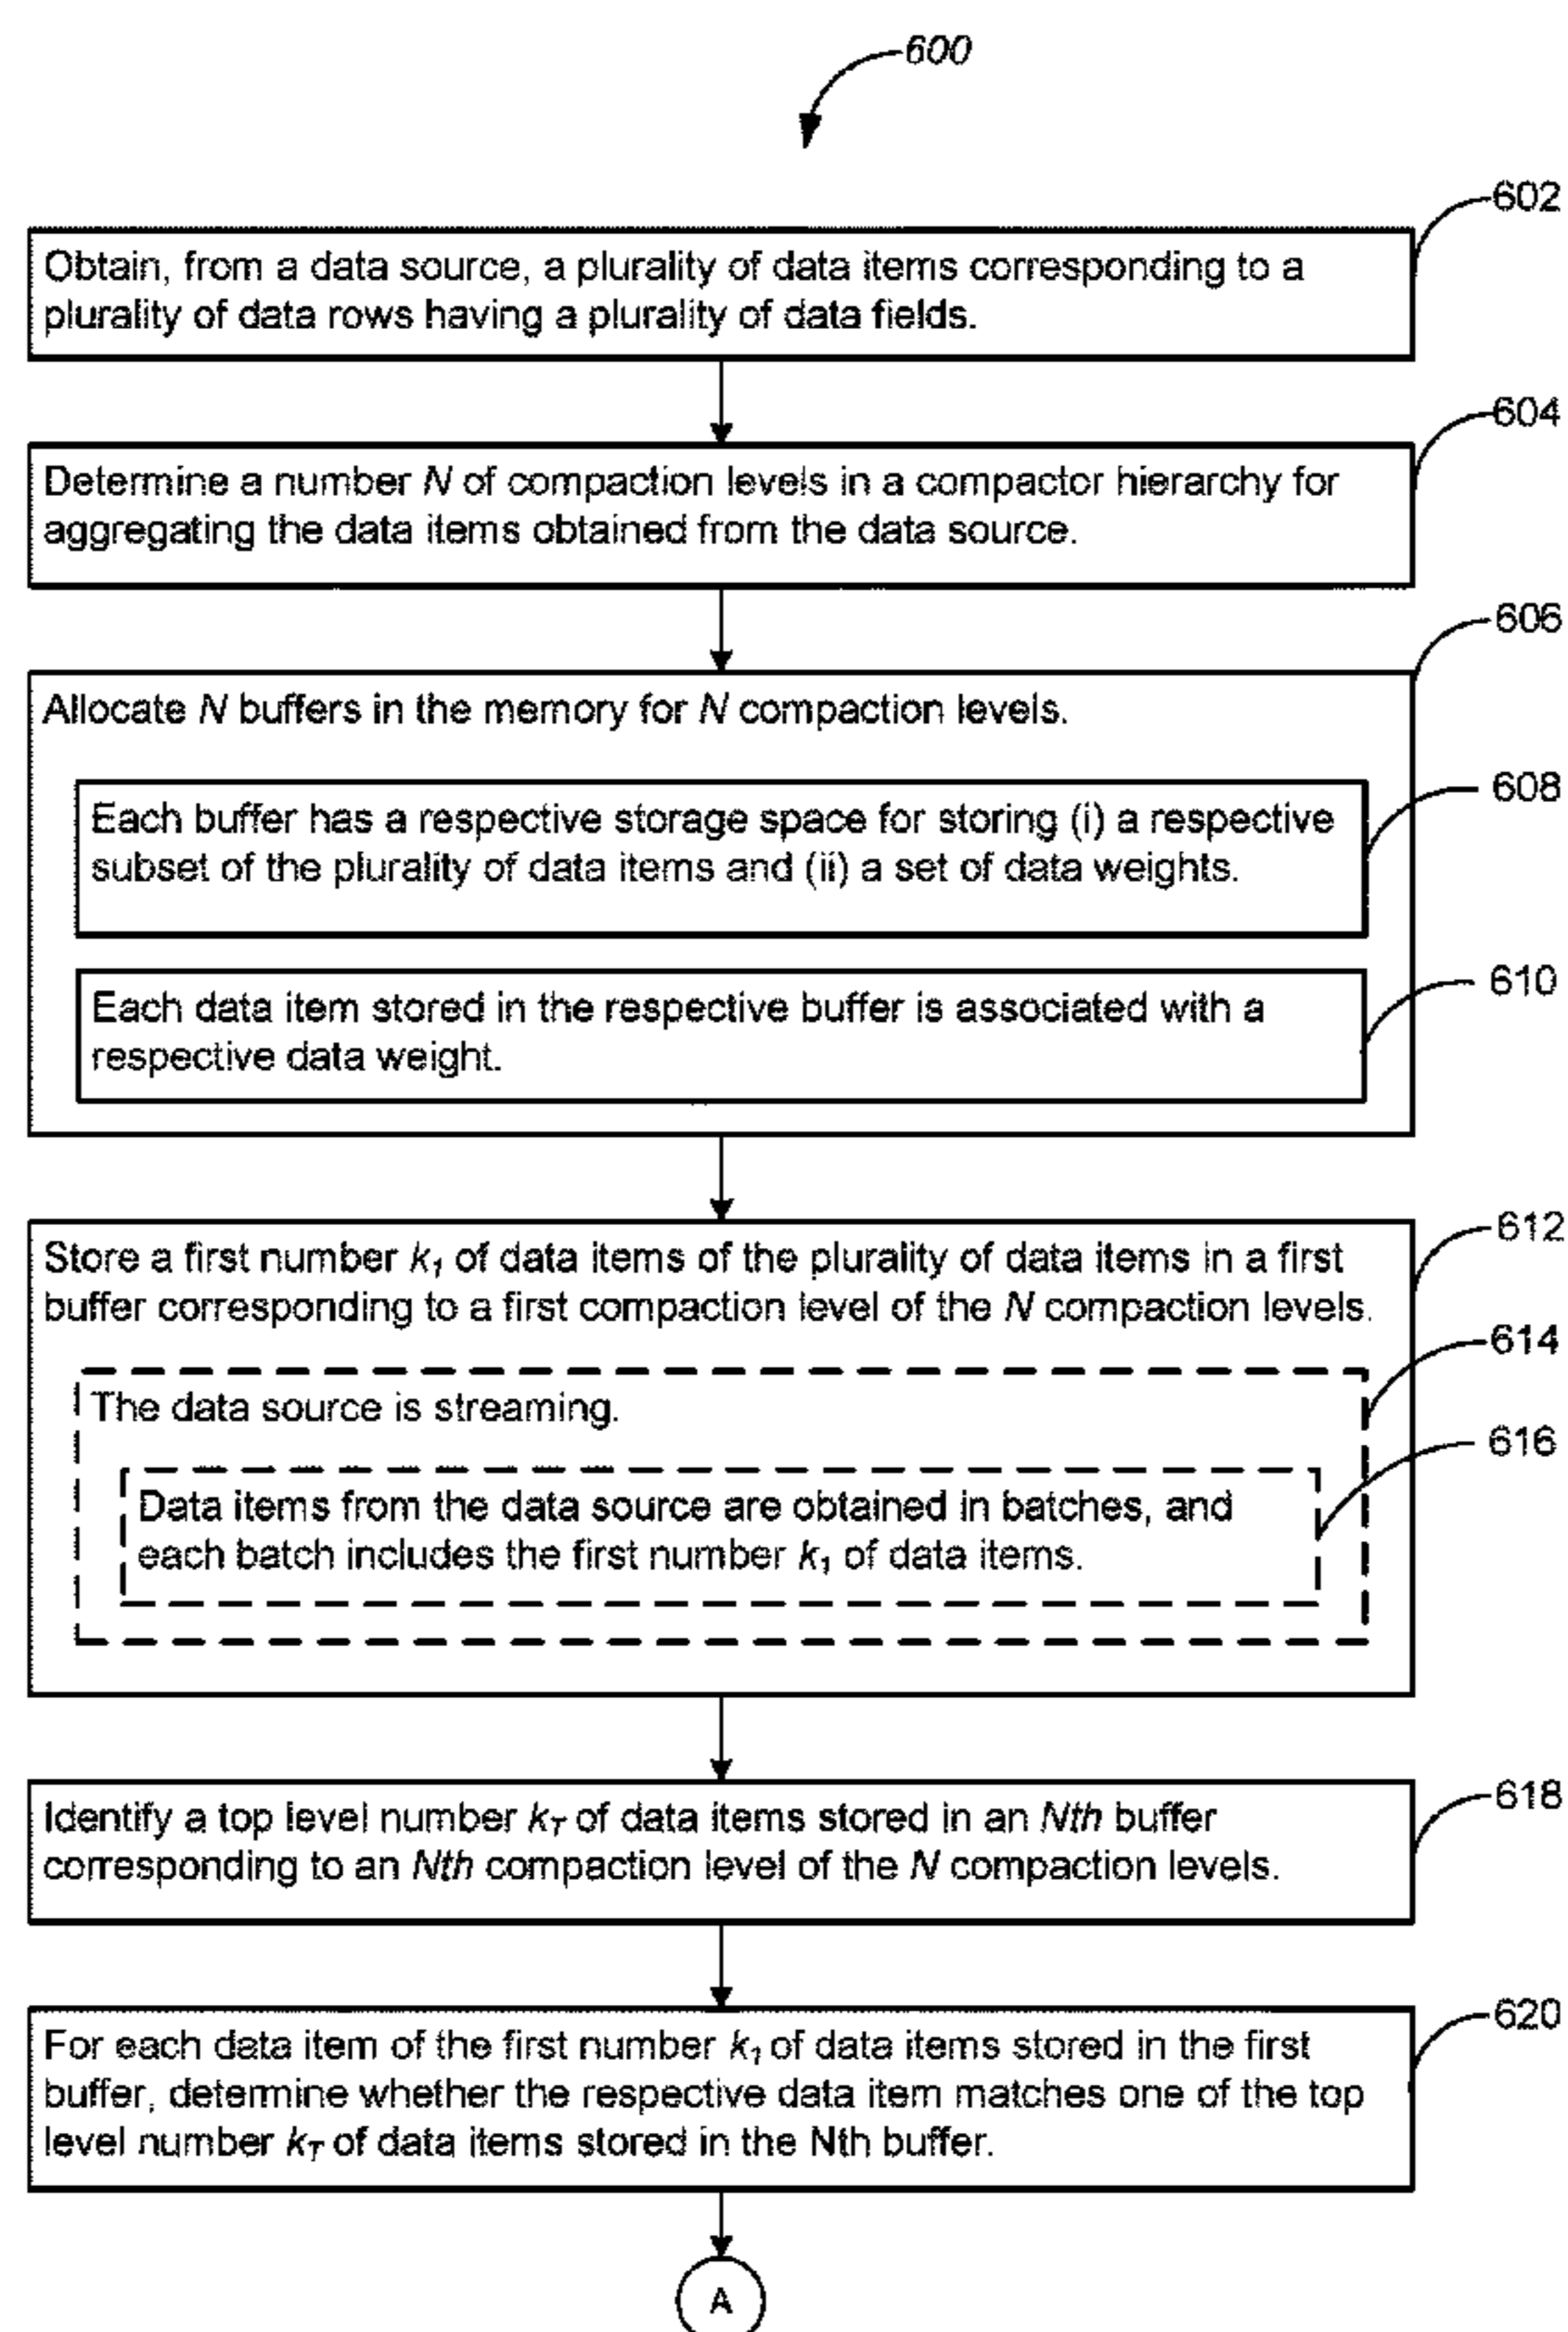 600
602
Obtain, from a data source, a plurality of data items corresponding to a
plurality of data rows having a plurality of data fields.
604
Determine a number N of compaction levels in a compactor hierarchy for
aggregating the data items obtained from the data source.
606
Allocate N buffers in the memory for N compaction levels.
608
Each buffer has a respective storage space for storing (i) a respective
subset of the plurality of data items and (ii) a set of data weights.
610
Each data item stored in the respective buffer is associated with a
respective data weight.
612
Store a first number k₁ of data items of the plurality of data items in a first
buffer corresponding to a first compaction level of the N compaction levels.
614
The data source is streaming.
616
Data items from the data source are obtained in batches, and
each batch includes the first number k₁ of data items.
618
Identify a top level number k_T of data items stored in an Nth buffer
corresponding to an Nth compaction level of the N compaction levels.
620
For each data item of the first number k₁ of data items stored in the first
buffer, determine whether the respective data item matches one of the top
level number k_T of data items stored in the Nth buffer.
A